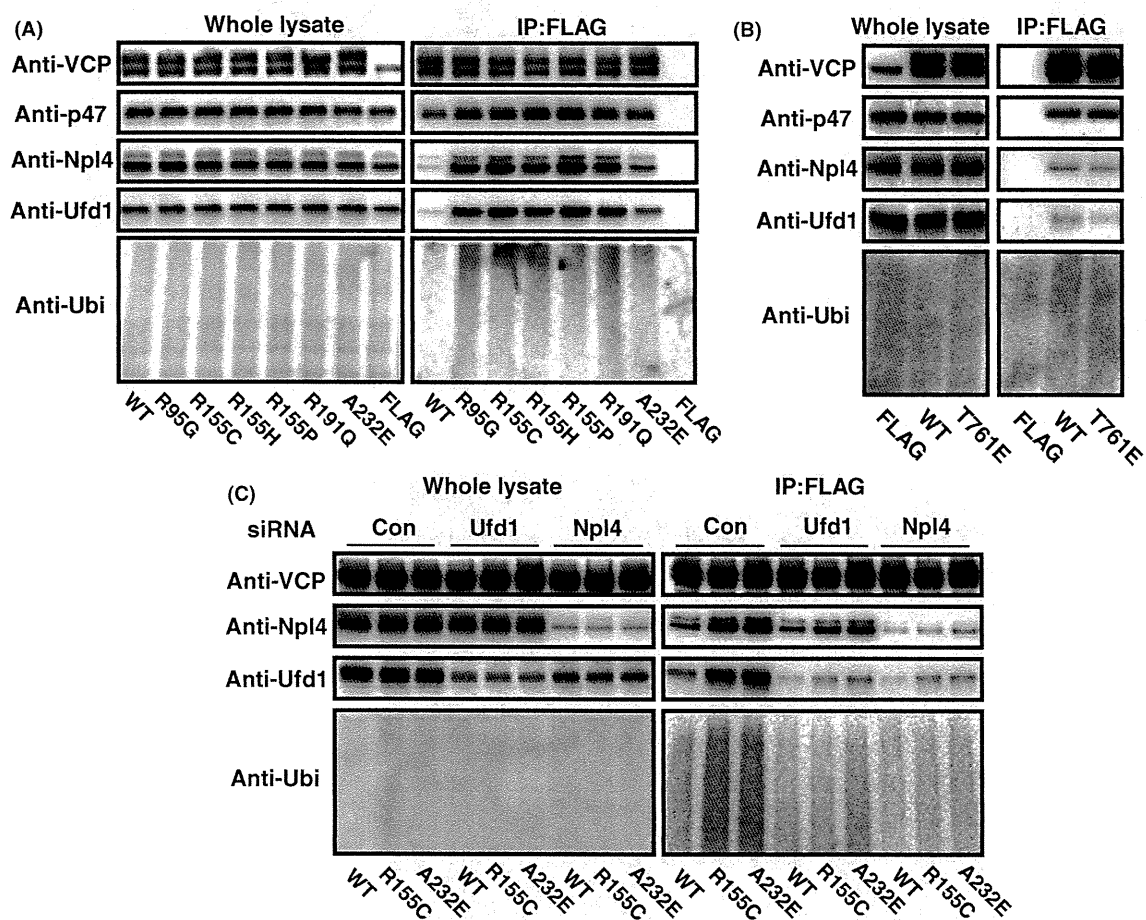 (A)
Whole lysate
IP:FLAG
Anti-VCP
Anti-p47
Anti-Npl4
Anti-Ufd1
Anti-Ubi
WT
R95G
R155C
R155H
R155P
R191Q
A232E
FLAG
WT
R95G
R155C
R155H
R155P
R191Q
A232E
FLAG
(B)
Whole lysate
IP:FLAG
Anti-VCP
Anti-p47
Anti-Npl4
Anti-Ufd1
Anti-Ubi
FLAG
WT
T761E
FLAG
WT
T761E
(C)
Whole lysate
IP:FLAG
siRNA
Con
Ufd1
Npl4
Con
Ufd1
Npl4
Anti-VCP
Anti-Npl4
Anti-Ufd1
Anti-Ubi
WT
R155C
A232E
WT
R155C
A232E
WT
R155C
A232E
WT
R155C
A232E
WT
R155C
A232E
WT
R155C
A232E